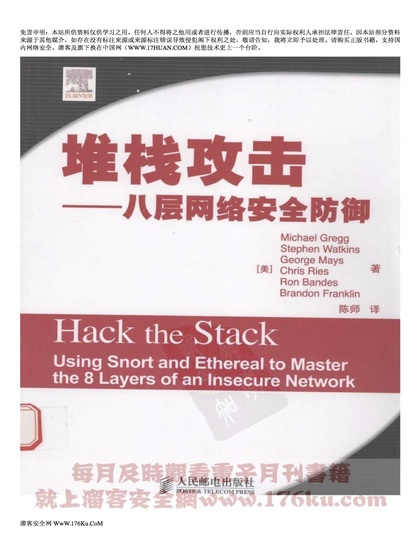 免责申明：本站所供资料仅供学习之用，任何人不得将之他用或者进行传播，否则应当自行向实际权利人承担法律责任。因本站部分资料
来源于其他媒介，如存在没有标注来源或来源标注错误导致侵犯阁下权利之处，敬请告知，我将立即予以处理。请购买正版书籍，支持国
内网络安全。溜客及旗下换在中国网（WWW.17HUAN.COM）祝您技术更上一个台阶。
ELSEVIER
堆栈攻击
——八层网络安全防御
Michael Gregg
Stephen Watkins
George Mays
[美] Chris Ries 著
Ron Bandes
Brandon Franklin
陈师 译
Hack the Stack
Using Snort and Ethereal to Master
the 8 Layers of an Insecure Network
人民邮电出版社
POSTS & TELECOM PRESS
每月及時觀看電子月刊書籍
就上溜客安全網www.176ku.com
溜客安全网 WwW.176Ku.CoM